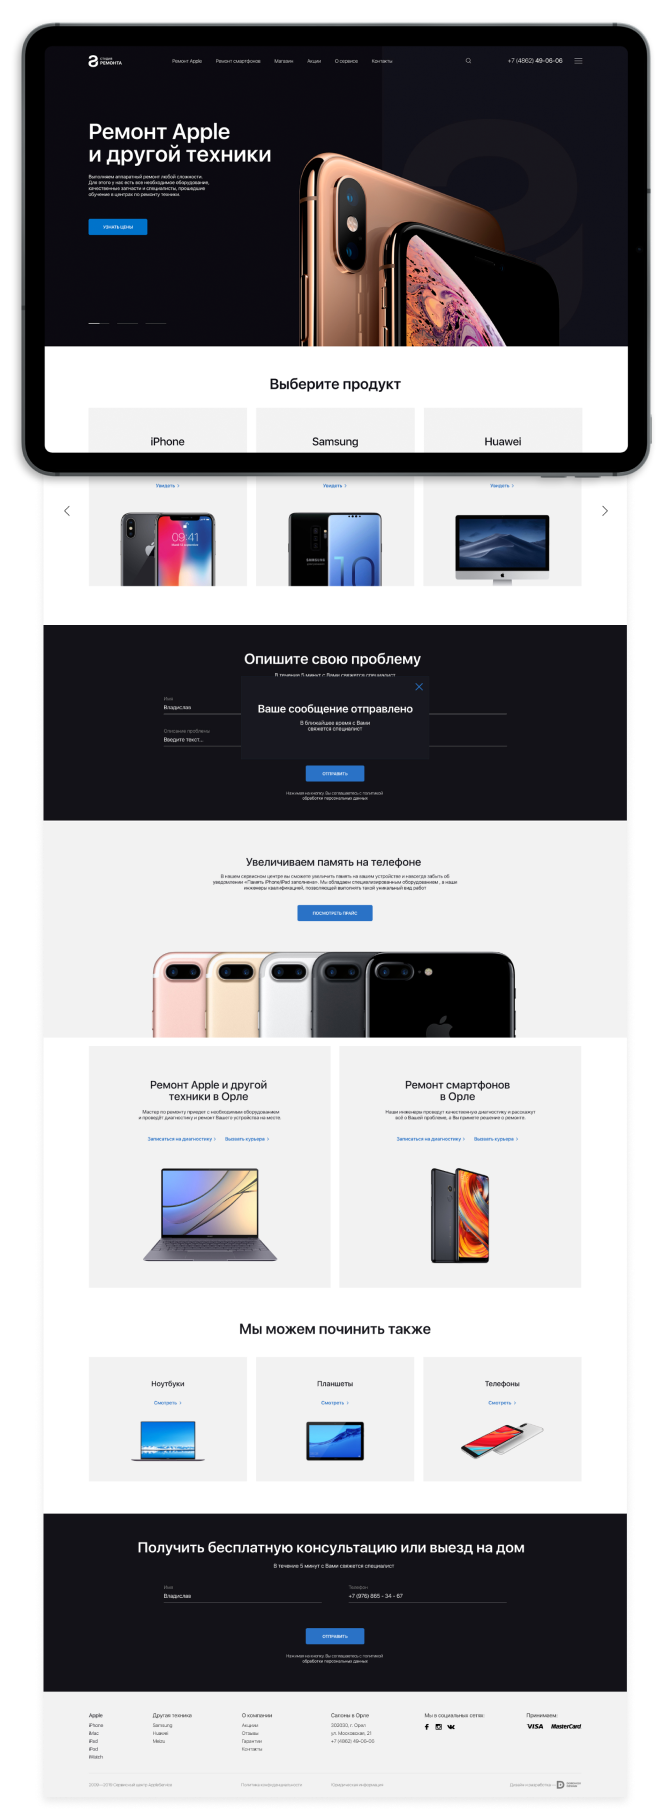 СТУДИЯ
РЕМОНТА
Ремонт Apple
Ремонт смартфонов
Магазин
Акции
О сервисе
Контакты
+7 (4862) 49-06-06
Ремонт Apple
и другой техники
Выполняем аппаратный ремонт любой сложности.
Для этого у нас есть все необходимое оборудование,
качественные запчасти и специалисты, прошедшие
обучение в центрах по ремонту техники.
УЗНАТЬ ЦЕНЫ
Выберите продукт
iPhone
Samsung
Huawei
Увидеть >
Увидеть >
Увидеть >
09:41
SAMSUNG
Опишите свою проблему
В течение 5 минут с Вами свяжется специалист
Имя
Владислав
Описание проблемы
Введите текст...
Ваше сообщение отправлено
В ближайшее время с Вами
свяжется специалист
ОТПРАВИТЬ
Нажимая на кнопку, Вы соглашаетесь с политикой
обработки персональных данных
Увеличиваем память на телефоне
В нашем сервисном центре вы сможете увеличить память на вашем устройстве и навсегда забыть об
уведомлении «Память iPhone/iPad заполнена». Мы обладаем специализированным оборудованием, а наши
инженеры квалификацией, позволяющей выполнять такой уникальный вид работ
ПОСМОТРЕТЬ ПРАЙС
Ремонт Apple и другой
техники в Орле
Мастер по ремонту приедет с необходимым оборудованием
и проведёт диагностику и ремонт Вашего устройства на месте.
Записаться на диагностику >
Вызвать курьера >
Ремонт смартфонов
в Орле
Наши инженеры проведут качественную диагностику и расскажут
всё о Вашей проблеме, а Вы примете решение о ремонте.
Записаться на диагностику >
Вызвать курьера >
Мы можем починить также
Ноутбуки
Планшеты
Телефоны
Смотреть >
Смотреть >
Смотреть >
Получить бесплатную консультацию или выезд на дом
В течение 5 минут с Вами свяжется специалист
Имя
Владислав
Телефон
+7 (976) 865 - 34 - 67
ОТПРАВИТЬ
Нажимая на кнопку, Вы соглашаетесь с политикой
обработки персональных данных
Apple
iPhone
iMac
iPad
iPod
iWatch
Другая техника
Samsung
Huawei
Meizu
О компании
Акции
Отзывы
Гарантии
Контакты
Салоны в Орле
302030, г. Орел
ул. Московская, 21
+7 (4862) 49-06-06
Мы в социальных сетях:
Принимаем:
VISA
MasterCard
2008—2019 Сервисный центр AppleService
Политика конфиденциальности
Юридическая информация
Дизайн и разработка —